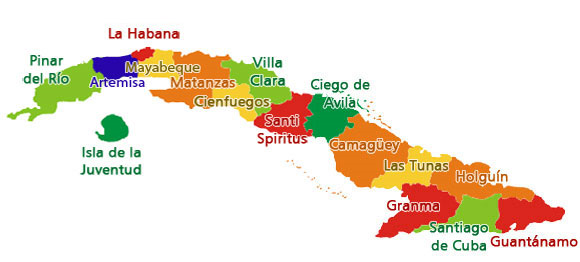 La Habana
Pinar
del Río
Artemisa
Mayabeque
Matanzas
Villa
Clara
Cienfuegos
Santi
Spiritus
Ciego de
Avila
Isla de la
Juventud
Camagüey
Las Tunas
Holguín
Granma
Santiago
de Cuba
Guantánamo